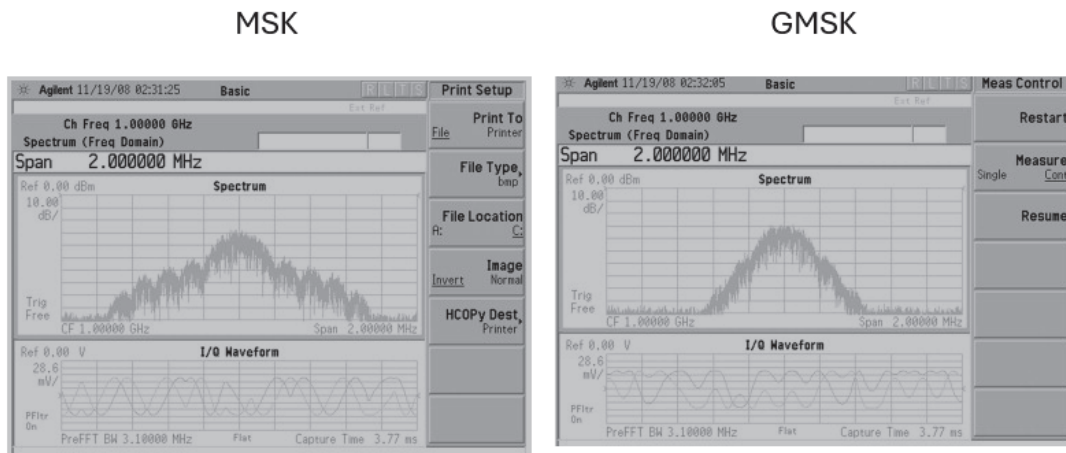 MSK
GMSK
Agilent 11/19/08 02:31:25 Basic R L T S
Ext Ref
Ch Freq 1.00000 GHz
Spectrum (Freq Domain)
Span 2.000000 MHz
Ref 0.00 dBm Spectrum
10.00
dB/
Trig
Free
CF 1.00000 GHz Span 2.00000 MHz
Ref 0.00 V I/Q Waveform
28.6
mV/
PFltr
On
PreFFT BW 3.10000 MHz Flat Capture Time 3.77 ms
Print Setup
Print To
File Printer
File Type
bmp
File Location
A: C:
Image
Invert Normal
HCOPy Dest
Printer
Agilent 11/19/08 02:32:05 Basic R L T S
Ext Ref
Ch Freq 1.00000 GHz
Spectrum (Freq Domain)
Span 2.000000 MHz
Ref 0.00 dBm Spectrum
10.00
dB/
Trig
Free
CF 1.00000 GHz Span 2.00000 MHz
Ref 0.00 V I/Q Waveform
28.6
mV/
PFltr
On
PreFFT BW 3.10000 MHz Flat Capture Time 3.77 ms
Meas Control
Restart
Measure
Single Cont
Resume